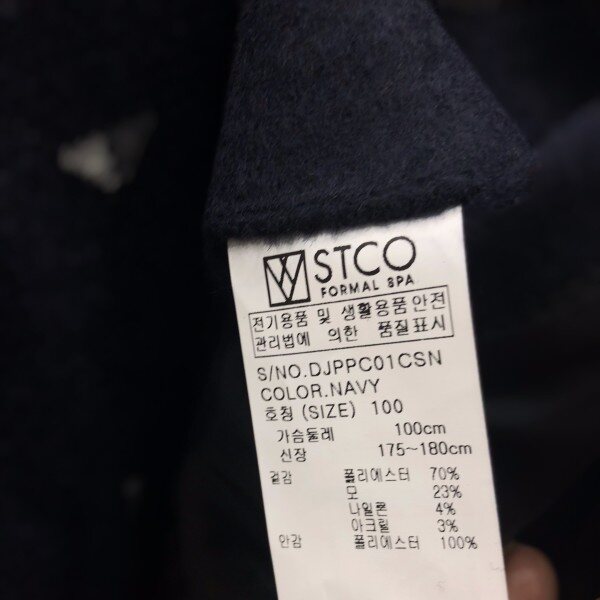 STCO
FORMAL SPA
전기용품 및 생활용품안전
관리법에 의한 품질표시
S/NO.DJPPC01CSN
COLOR.NAVY
호칭 (SIZE) 100
가슴둘레 100cm
신장 175~180cm
겉감 폴리에스터 70%
모 23%
나일론 4%
아크릴 3%
안감 폴리에스터 100%